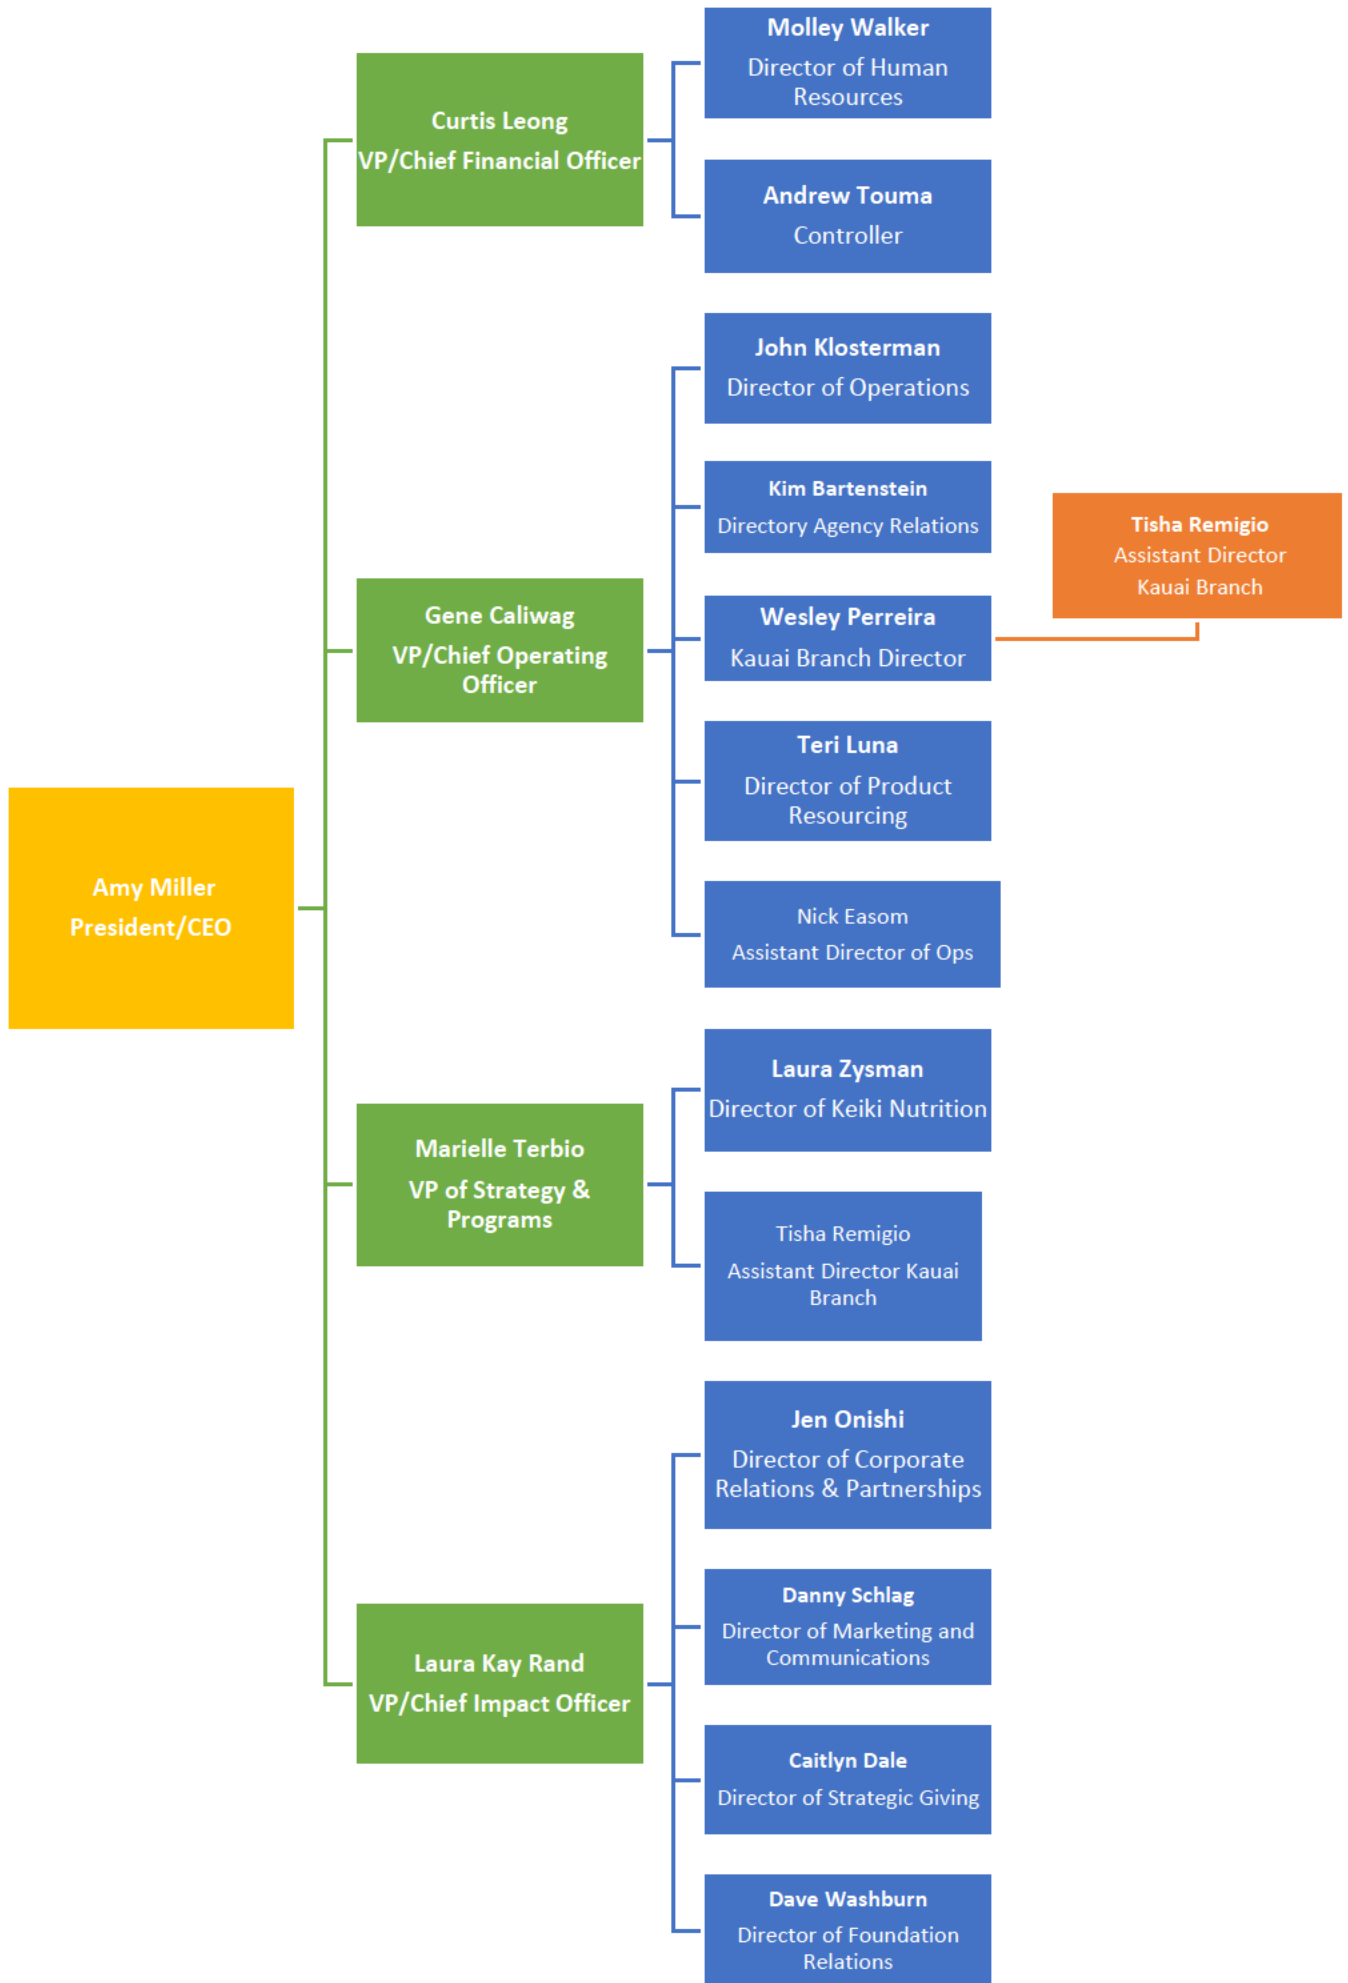 Molley Walker
Director of Human
Resources
Curtis Leong
VP/Chief Financial Officer
Andrew Touma
Controller
John Klosterman
Director of Operations
Kim Bartenstein
Directory Agency Relations
Tisha Remigio
Assistant Director
Kauai Branch
Gene Caliwag
VP/Chief Operating
Officer
Wesley Perreira
Kauai Branch Director
Teri Luna
Director of Product
Resourcing
Amy Miller
President/CEO
Nick Easom
Assistant Director of Ops
Laura Zysman
Director of Keiki Nutrition
Marielle Terbio
VP of Strategy &
Programs
Tisha Remigio
Assistant Director Kauai
Branch
Jen Onishi
Director of Corporate
Relations & Partnerships
Danny Schlag
Director of Marketing and
Communications
Laura Kay Rand
VP/Chief Impact Officer
Caitlyn Dale
Director of Strategic Giving
Dave Washburn
Director of Foundation
Relations